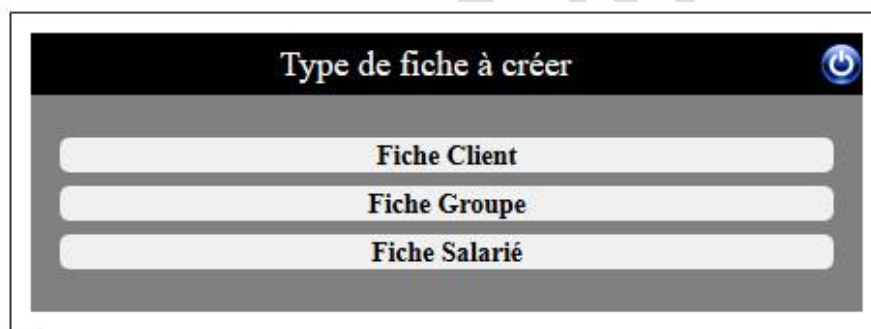 Type de fiche à créer
Fiche Client
Fiche Groupe
Fiche Salarié